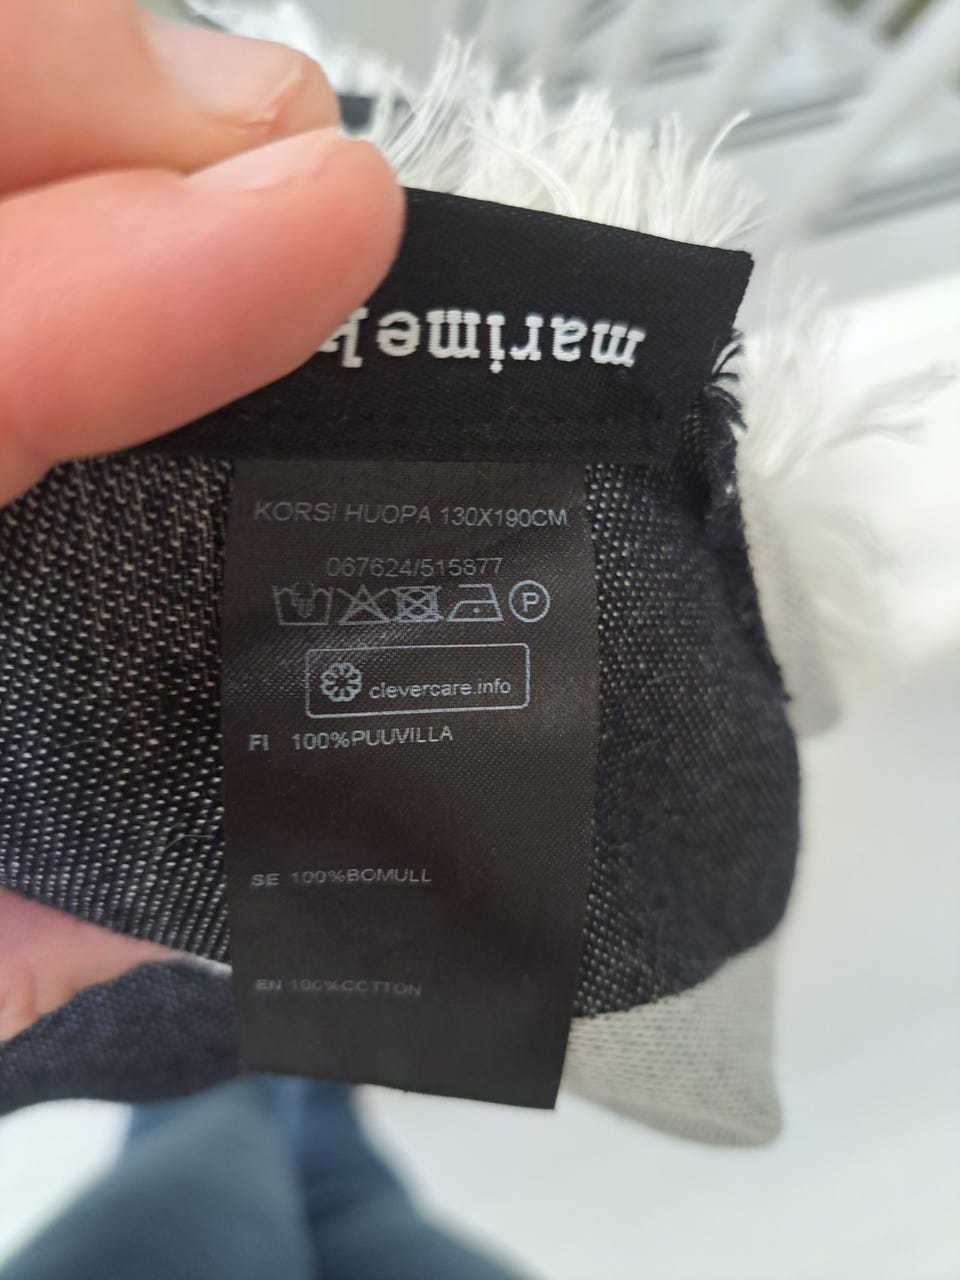 marimek
KORSI HUOPA 130X190CM
067624/515877
P
clevercare.info
FI 100%PUUVILLA
SE 100%BOMULL
EN 100%COTTON